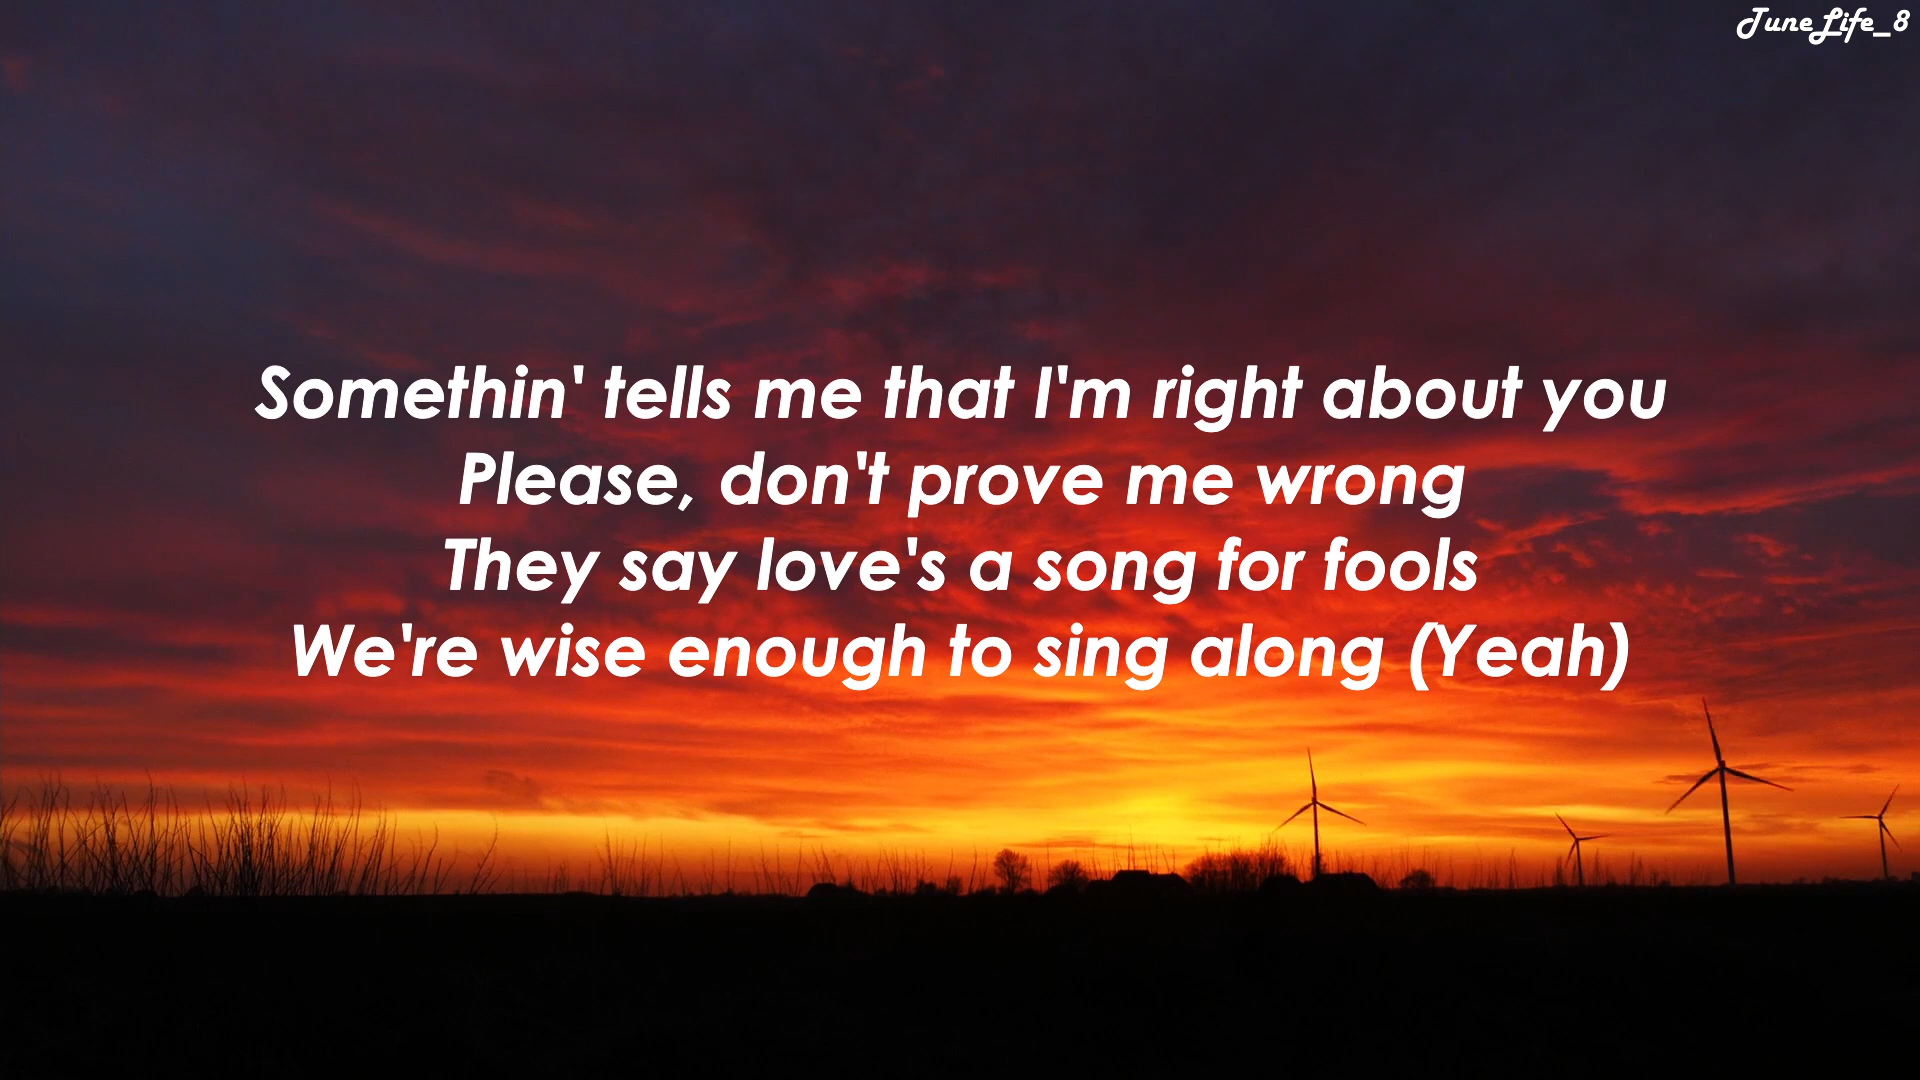 TuneLife_8
Somethin' tells me that I'm right about you
Please, don't prove me wrong
They say love's a song for fools
We're wise enough to sing along (Yeah)